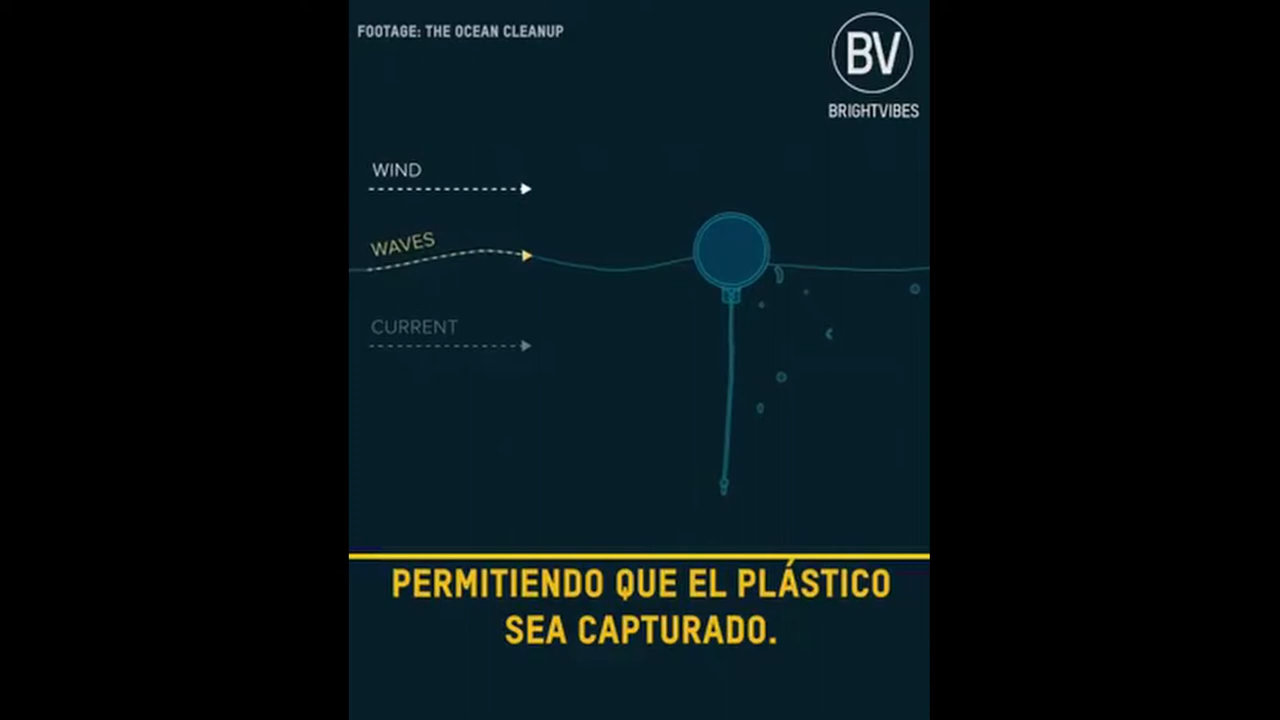 FOOTAGE: THE OCEAN CLEANUP
BV
BRIGHTVIBES
WIND
WAVES
CURRENT
PERMITIENDO QUE EL PLÁSTICO
SEA CAPTURADO.